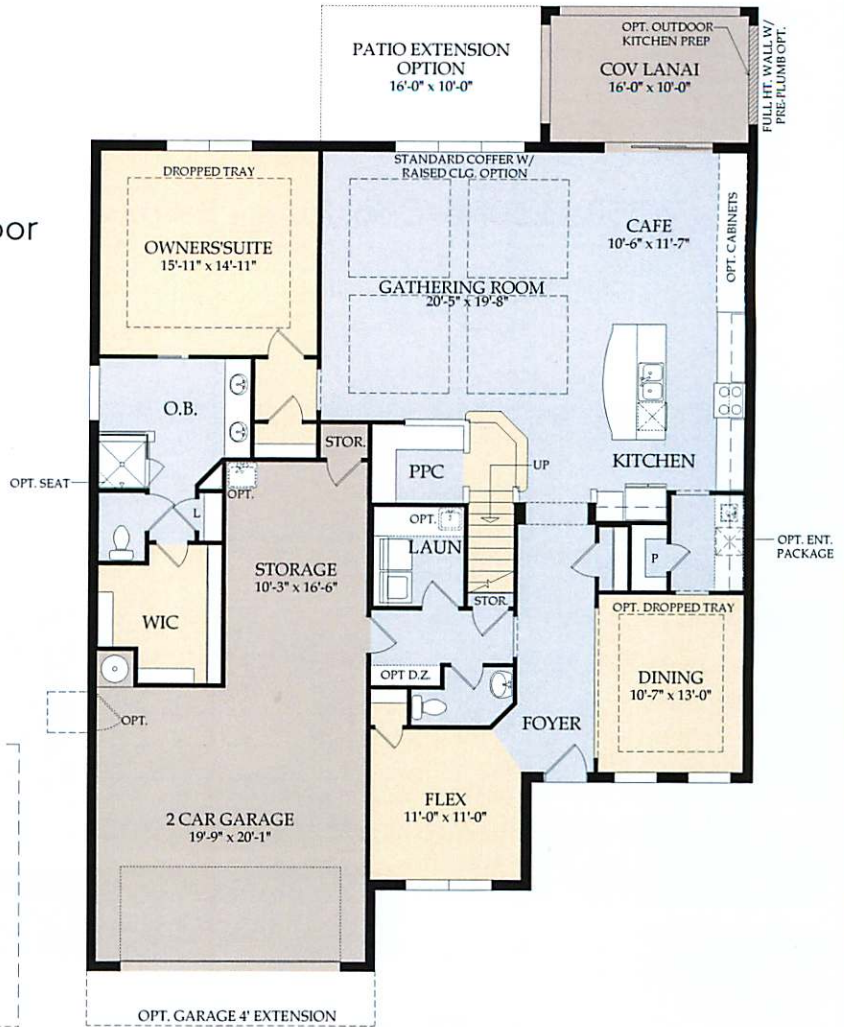 OPT. OUTDOOR
KITCHEN PREP
COV LANAI
16'-0" x 10'-0"
FULL HT. WALL W/
PRE-PLUMB OPT.
PATIO EXTENSION
OPTION
16'-0" x 10'-0"
DROPPED TRAY
OWNERS'SUITE
15'-11" x 14'-11"
STANDARD COFFER W/
RAISED CLG. OPTION
GATHERING ROOM
20'-5" x 19'-8"
CAFE
10'-6" x 11'-7"
OPT. CABINETS
O.B.
OPT. SEAT
STOR.
OPT.
L
PPC
UP
KITCHEN
OPT.
LAUN
STORAGE
10'-3" x 16'-6"
P
OPT. ENT.
PACKAGE
WIC
STOR.
OPT. DROPPED TRAY
DINING
10'-7" x 13'-0"
OPT D.Z.
OPT.
FOYER
FLEX
11'-0" x 11'-0"
2 CAR GARAGE
19'-9" x 20'-1"
OPT. GARAGE 4' EXTENSION